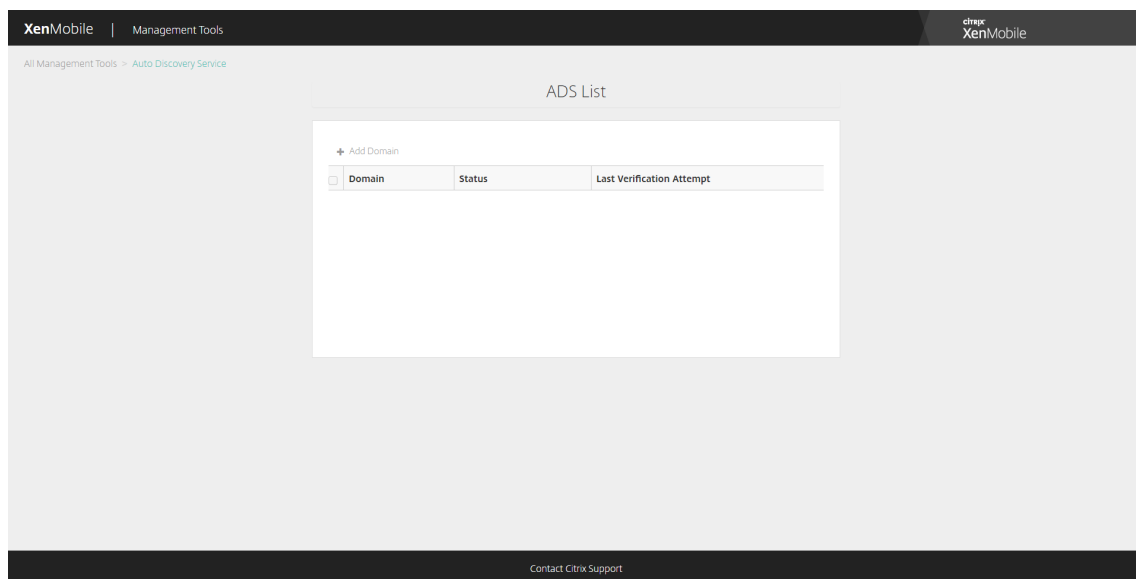 XenMobile | Management Tools
citrix
XenMobile
All Management Tools > Auto Discovery Service
ADS List
+ Add Domain
Domain Status Last Verification Attempt
Contact Citrix Support